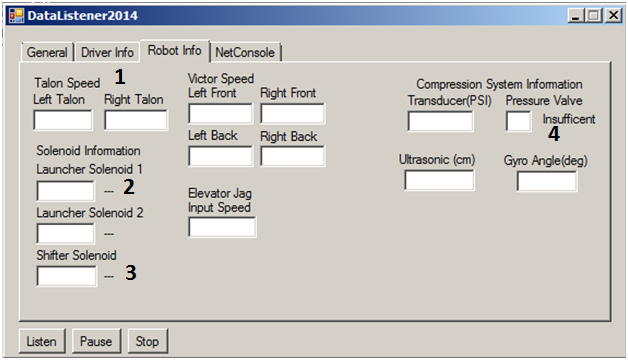 DataListener2014
General Driver Info Robot Info NetConsole
Talon Speed 1
Left Talon Right Talon
Solenoid Information
Launcher Solenoid 1
--- 2
Launcher Solenoid 2
---
Shifter Solenoid
--- 3
Victor Speed
Left Front Right Front
Left Back Right Back
Elevator Jag
Input Speed
Compression System Information
Transducer(PSI) Pressure Valve
Insufficent
4
Ultrasonic (cm) Gyro Angle(deg)
Listen Pause Stop